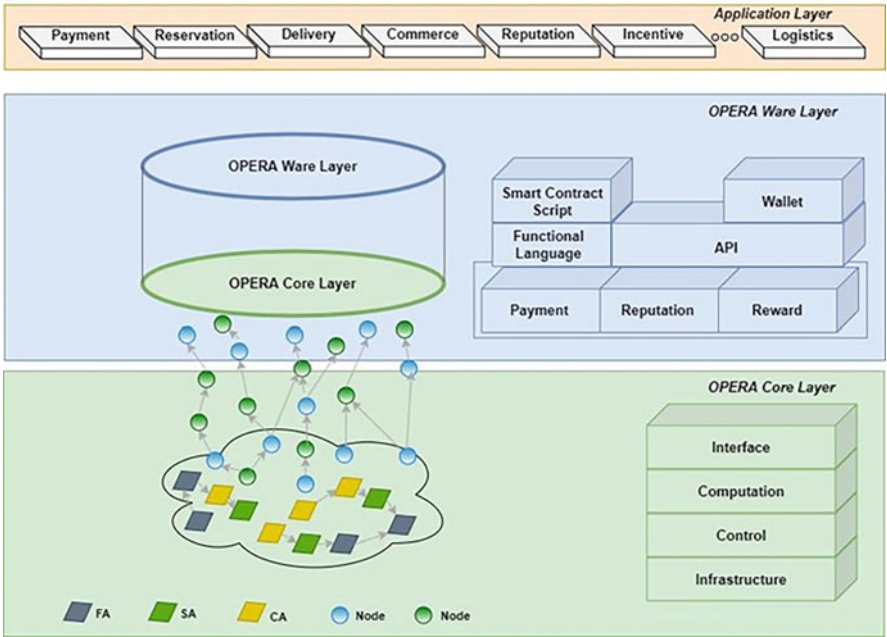 Application Layer
Payment
Reservation
Delivery
Commerce
Reputation
Incentive
Logistics
OPERA Ware Layer
OPERA Ware Layer
Smart Contract
Script
Wallet
Functional
Language
API
OPERA Core Layer
Payment
Reputation
Reward
OPERA Core Layer
Interface
Computation
Control
Infrastructure
FA
SA
CA
Node
Node